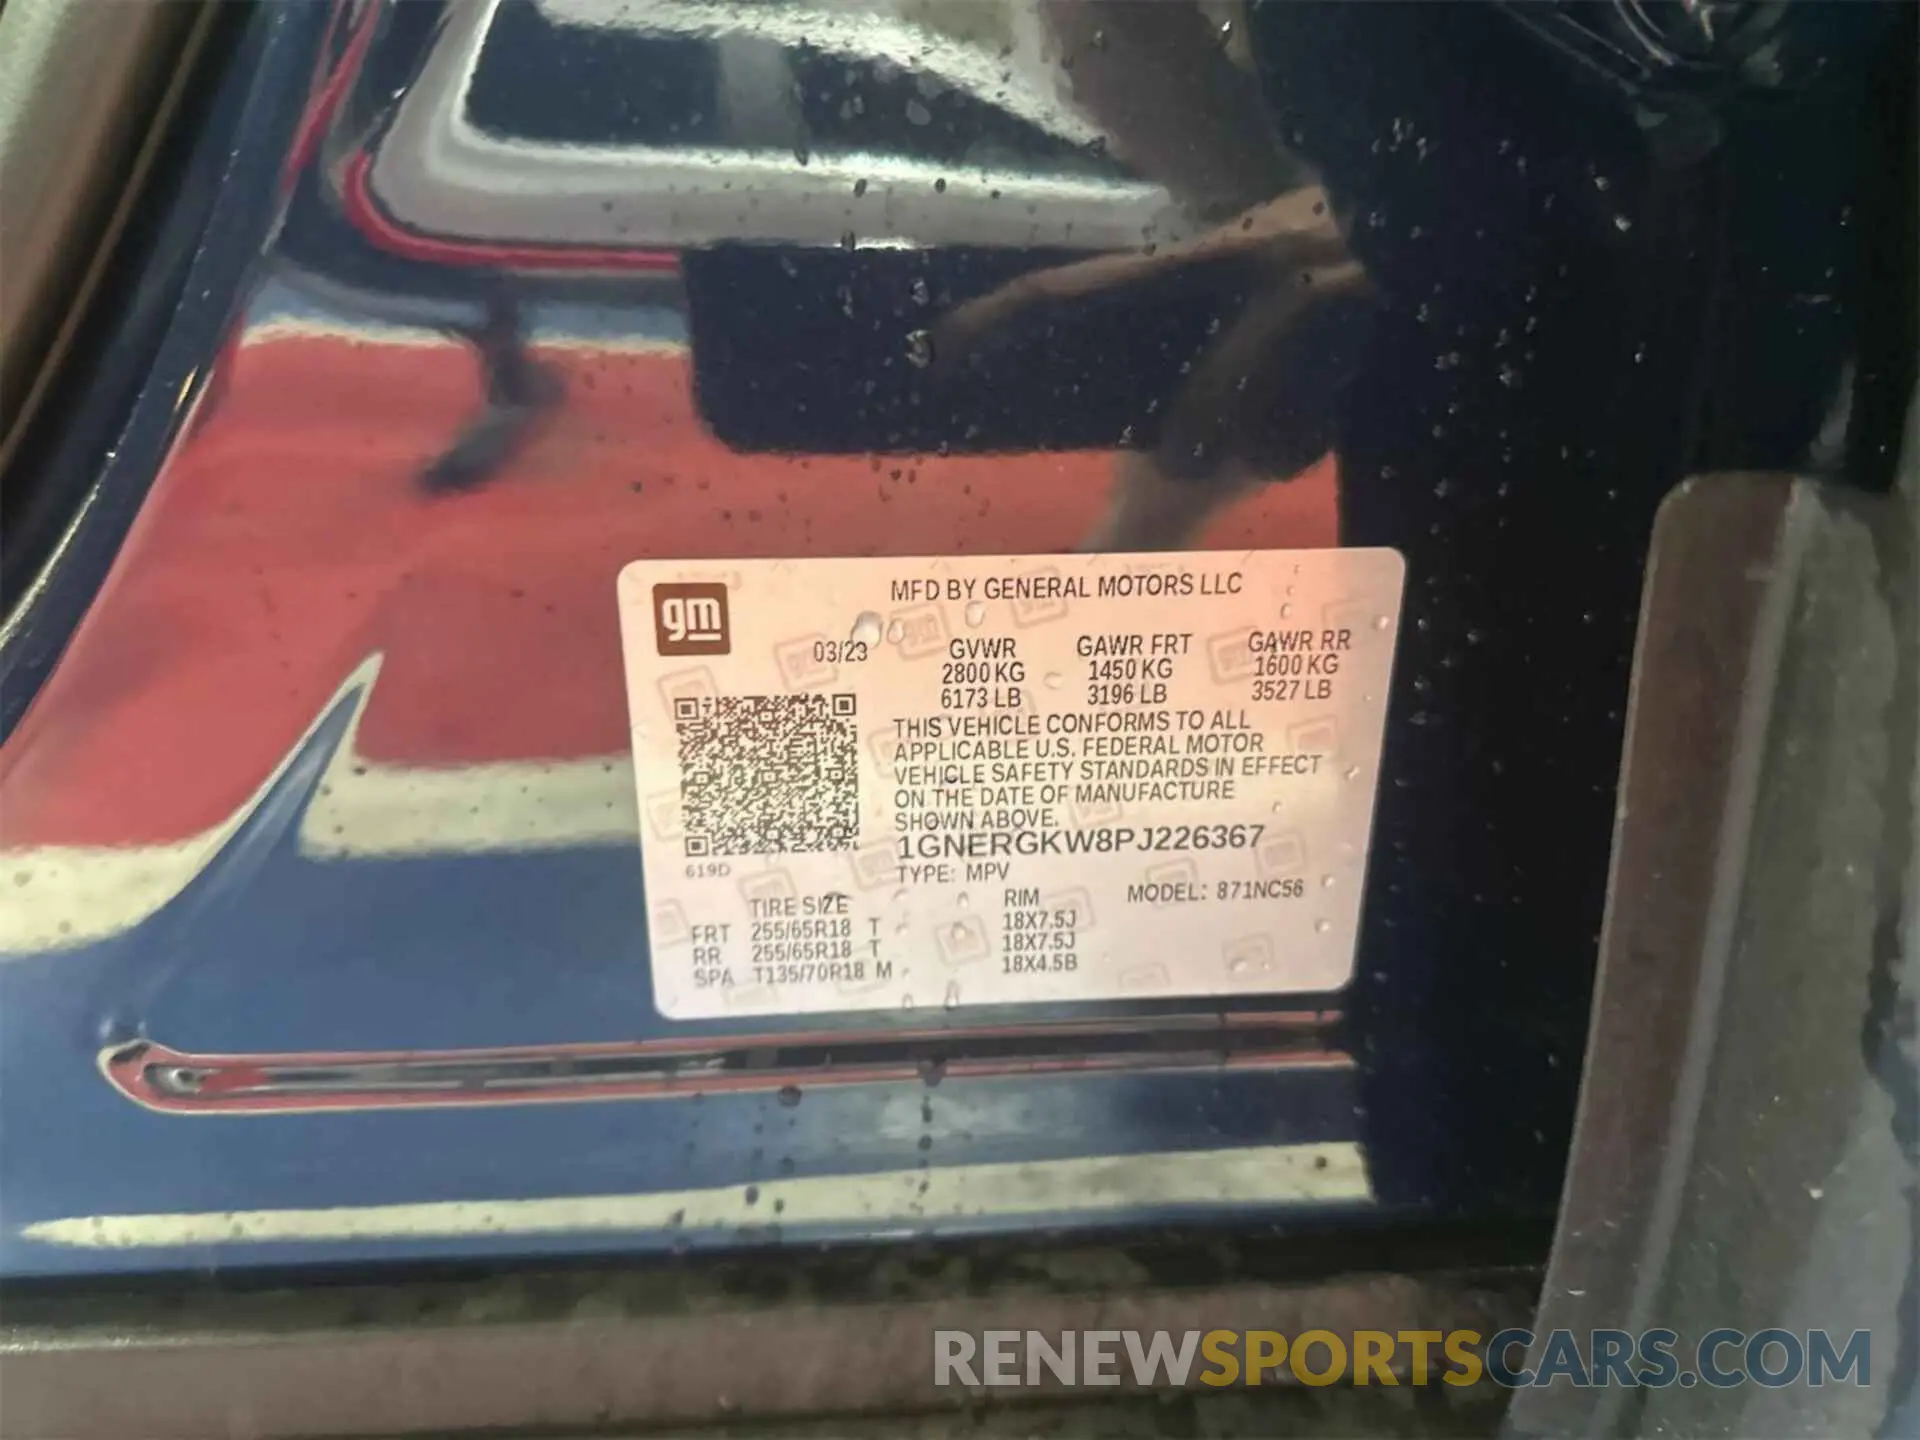 gm
MFD BY GENERAL MOTORS LLC
03/23 GVWR GAWR FRT GAWR RR
2800 KG 1450 KG 1600 KG
6173 LB 3196 LB 3527 LB
THIS VEHICLE CONFORMS TO ALL
APPLICABLE U.S. FEDERAL MOTOR
VEHICLE SAFETY STANDARDS IN EFFECT
ON THE DATE OF MANUFACTURE
SHOWN ABOVE.
1GNERGKW8PJ226367
619D
TYPE: MPV
MODEL: 871NC56
TIRE SIZE RIM
FRT 255/65R18 T 18X7.5J
RR 255/65R18 T 18X7.5J
SPA T135/70R18 M 18X4.5B
RENEWSPORTSCARS.COM